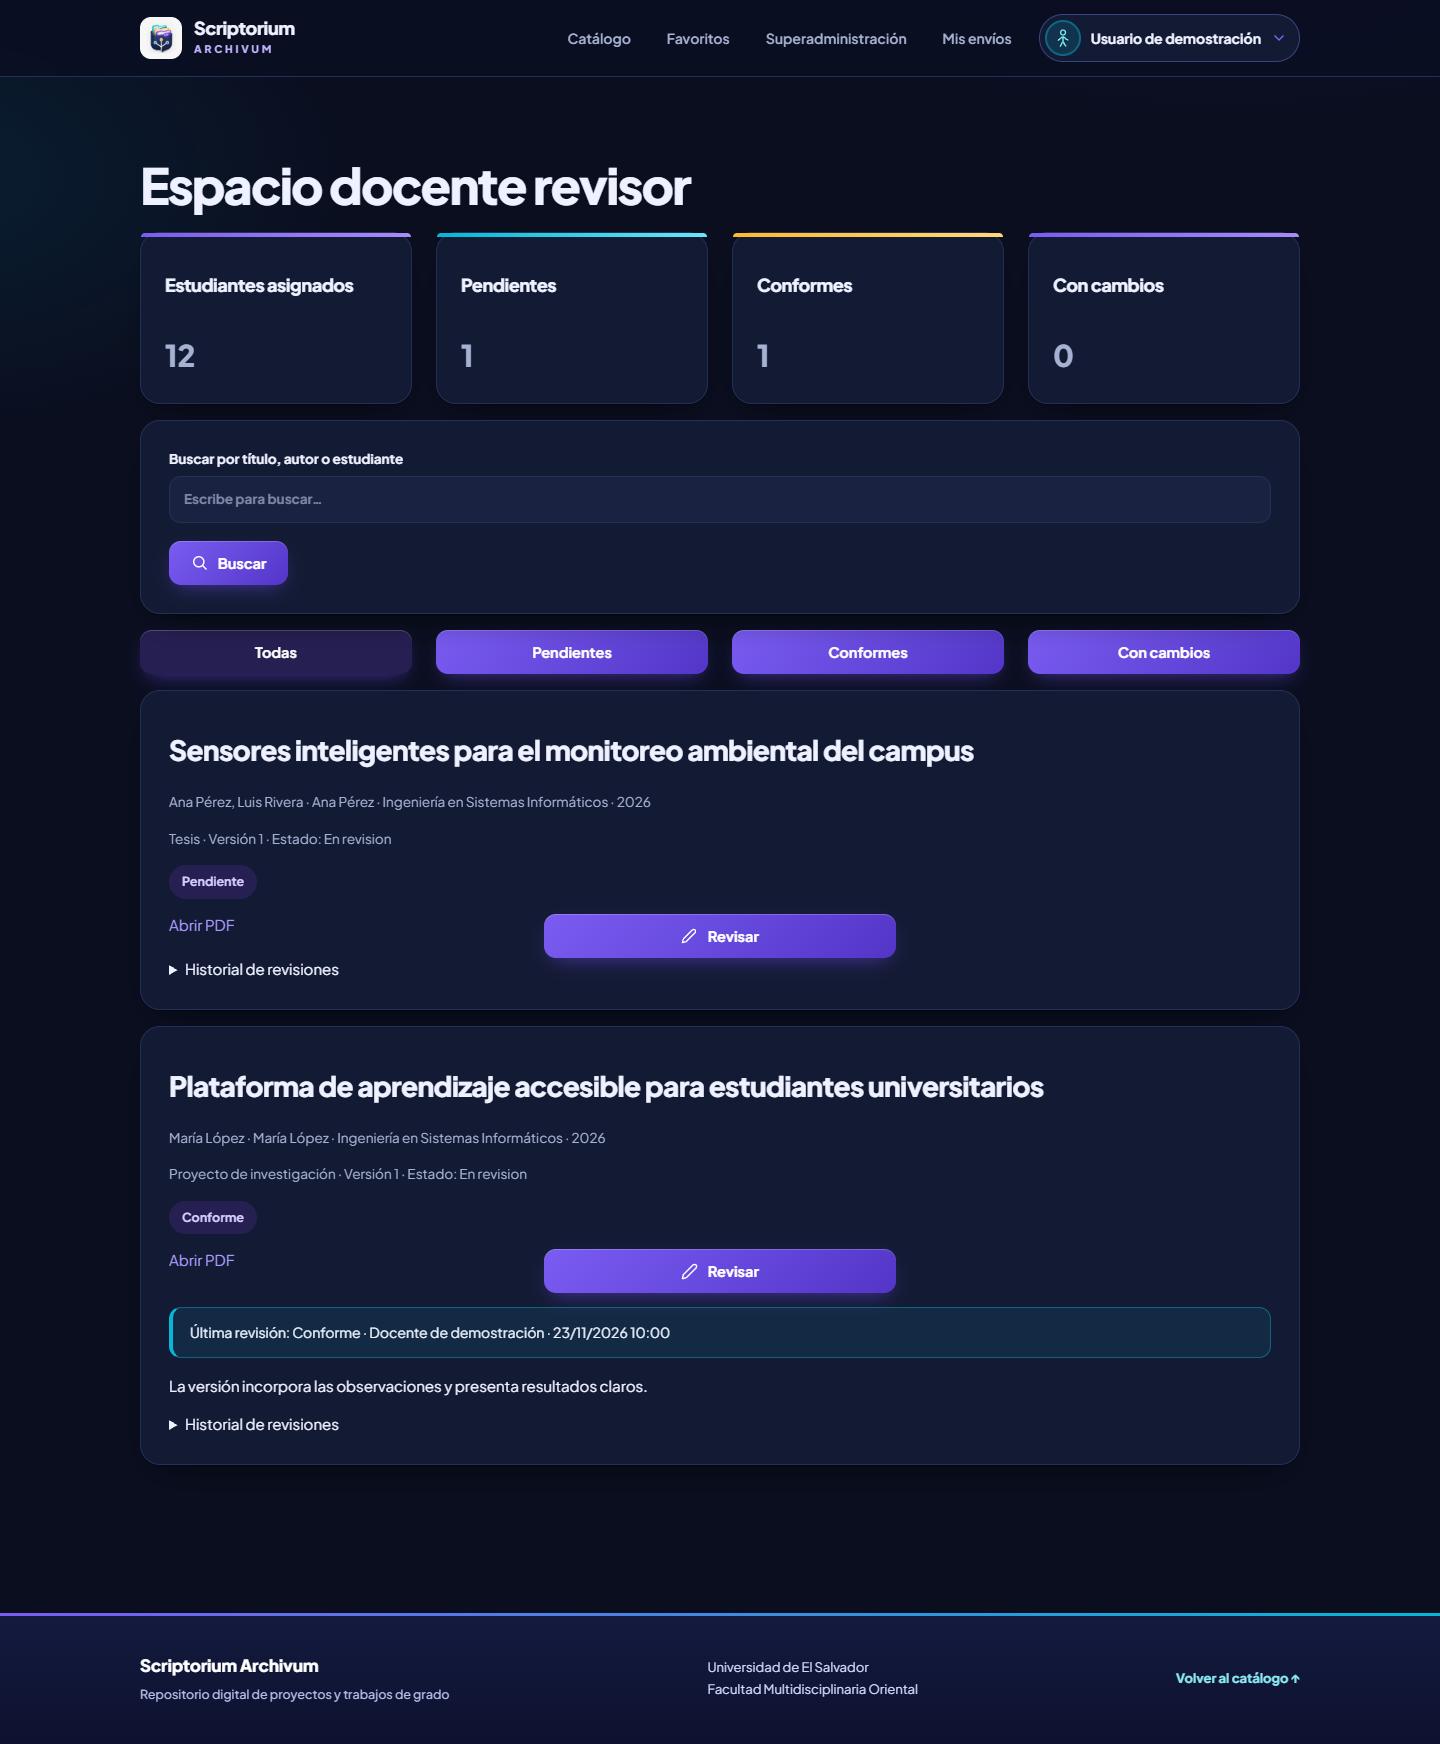 Scriptorium
ARCHIVUM
Catálogo
Favoritos
Superadministración
Mis envíos
Usuario de demostración
Espacio docente revisor
Estudiantes asignados
12
Pendientes
1
Conformes
1
Con cambios
0
Buscar por título, autor o estudiante
Escribe para buscar…
Buscar
Todas
Pendientes
Conformes
Con cambios
Sensores inteligentes para el monitoreo ambiental del campus
Ana Pérez, Luis Rivera · Ana Pérez · Ingeniería en Sistemas Informáticos · 2026
Tesis · Versión 1 · Estado: En revision
Pendiente
Abrir PDF
Revisar
Historial de revisiones
Plataforma de aprendizaje accesible para estudiantes universitarios
María López · María López · Ingeniería en Sistemas Informáticos · 2026
Proyecto de investigación · Versión 1 · Estado: En revision
Conforme
Abrir PDF
Revisar
Última revisión: Conforme · Docente de demostración · 23/11/2026 10:00
La versión incorpora las observaciones y presenta resultados claros.
Historial de revisiones
Scriptorium Archivum
Repositorio digital de proyectos y trabajos de grado
Universidad de El Salvador
Facultad Multidisciplinaria Oriental
Volver al catálogo ↑